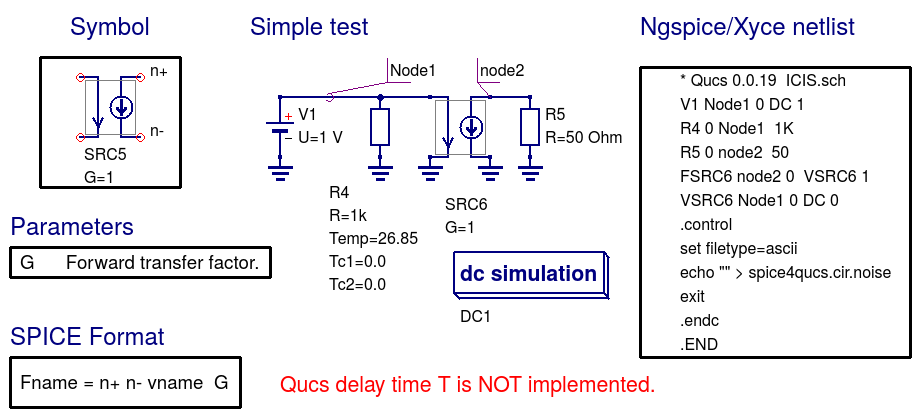 Symbol
n+
n-
SRC5
G=1
Parameters
G Forward transfer factor.
SPICE Format
Fname = n+ n- vname G
Simple test
Node1
node2
+ V1
− U=1 V
R5
R=50 Ohm
R4
R=1k
Temp=26.85
Tc1=0.0
Tc2=0.0
SRC6
G=1
dc simulation
DC1
Qucs delay time T is NOT implemented.
Ngspice/Xyce netlist
* Qucs 0.0.19 ICIS.sch
V1 Node1 0 DC 1
R4 0 Node1 1K
R5 0 node2 50
FSRC6 node2 0 VSRC6 1
VSRC6 Node1 0 DC 0
.control
set filetype=ascii
echo "" > spice4qucs.cir.noise
exit
.endc
.END